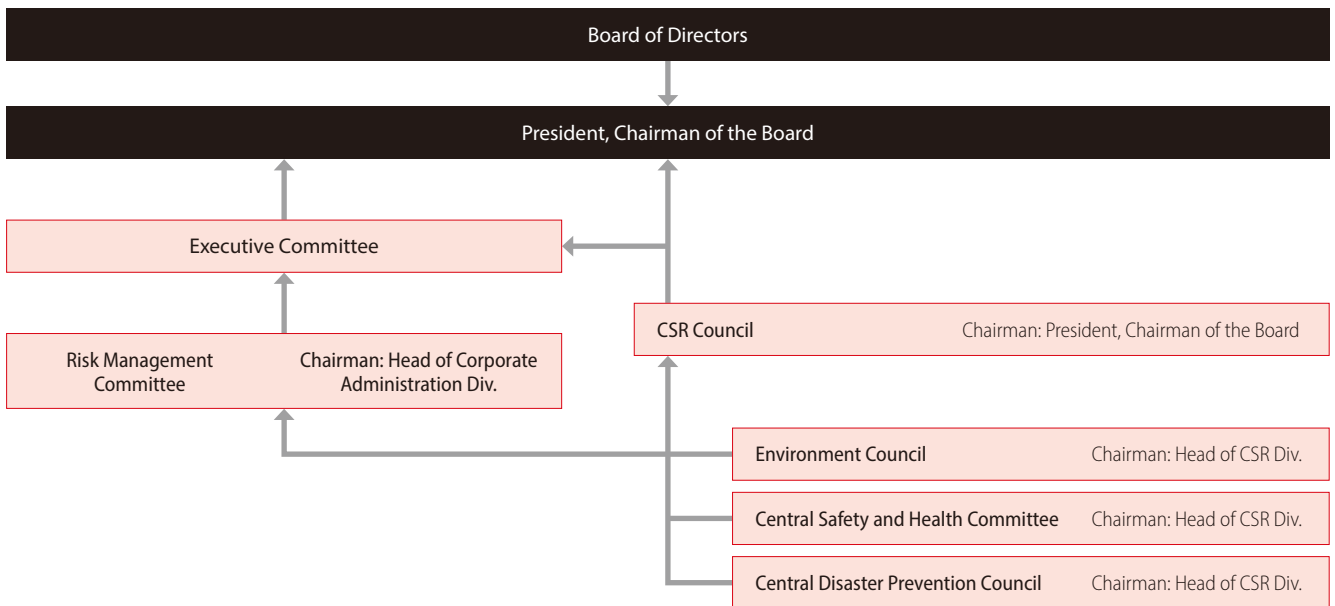 Board of Directors
President, Chairman of the Board
Executive Committee
CSR Council Chairman: President, Chairman of the Board
Risk Management
Committee
Chairman: Head of Corporate
Administration Div.
Environment Council Chairman: Head of CSR Div.
Central Safety and Health Committee Chairman: Head of CSR Div.
Central Disaster Prevention Council Chairman: Head of CSR Div.